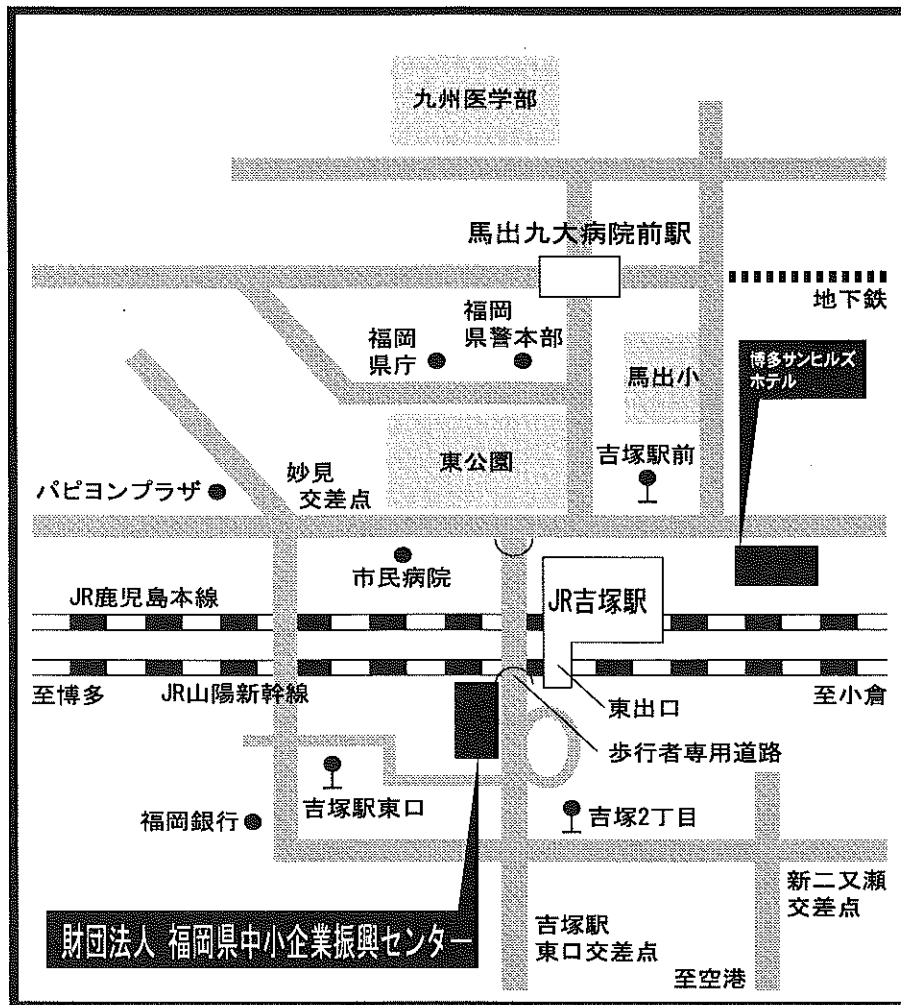 九州医学部
馬出九大病院前駅
地下鉄
福岡
県警本部
福岡
県庁
博多サンヒルズ
ホテル
馬出小
東公園
吉塚駅前
妙見
交差点
パピヨンプラザ
市民病院
JR吉塚駅
JR鹿児島本線
至博多
JR山陽新幹線
至小倉
東出口
歩行者専用道路
吉塚駅東口
福岡銀行
吉塚2丁目
新二又瀬
交差点
財団法人 福岡県中小企業振興センター
吉塚駅
東口交差点
至空港